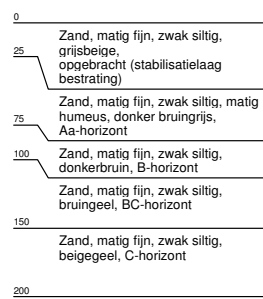 0
Zand, matig fijn, zwak siltig,
grijsbeige,
25
opgebracht (stabilisatielaag
bestrating)
Zand, matig fijn, zwak siltig, matig
humeus, donker bruingrijs,
75
Aa-horizont
100
Zand, matig fijn, zwak siltig,
donkerbruin, B-horizont
Zand, matig fijn, zwak siltig,
bruingeel, BC-horizont
150
Zand, matig fijn, zwak siltig,
beigegeel, C-horizont
200